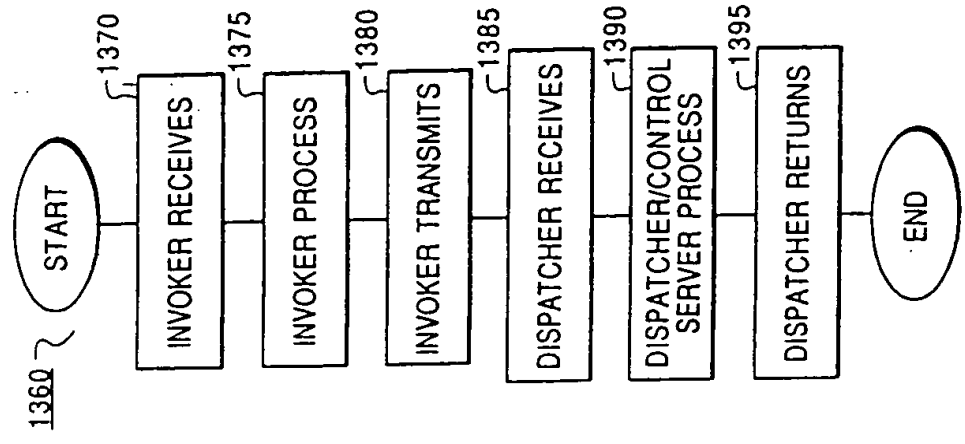 1360
START
1370
INVOKER RECEIVES
1375
INVOKER PROCESS
1380
INVOKER TRANSMITS
1385
DISPATCHER RECEIVES
1390
DISPATCHER/CONTROL
SERVER PROCESS
1395
DISPATCHER RETURNS
END